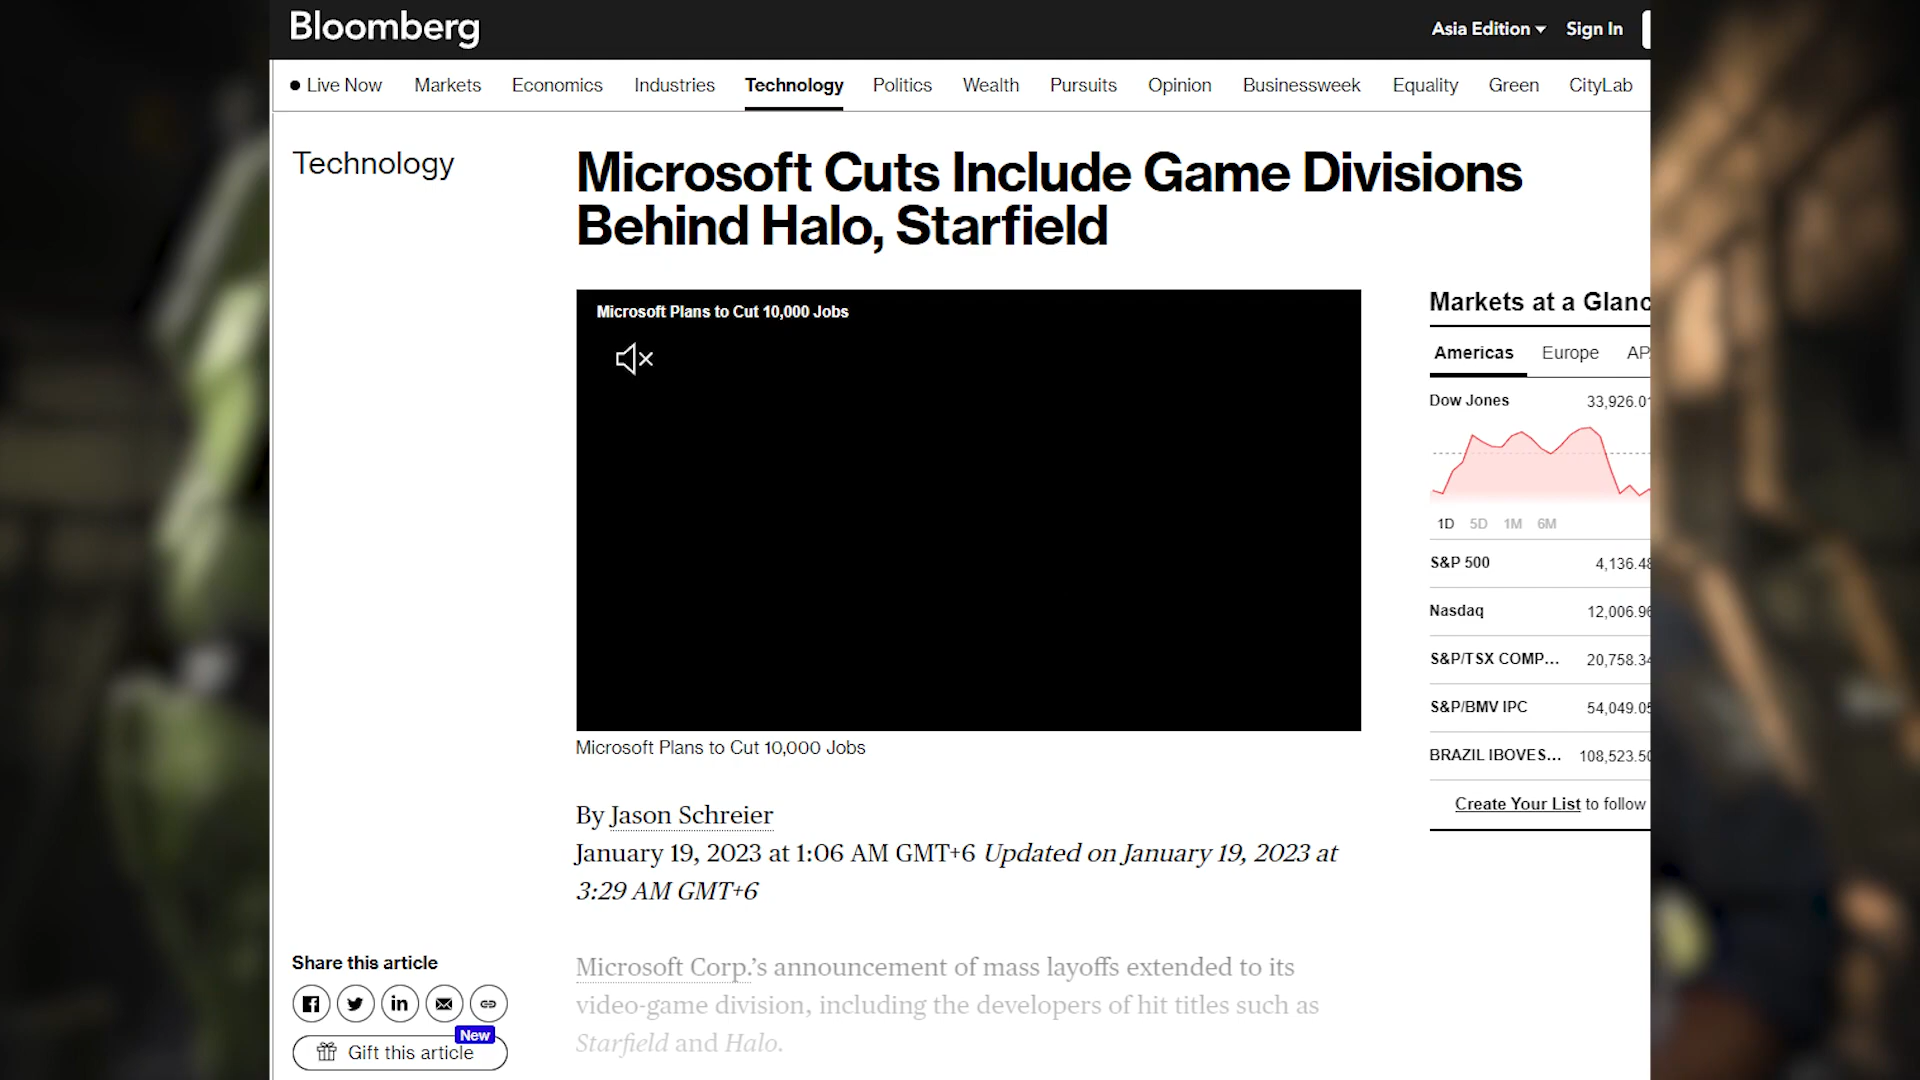 Bloomberg
Asia Edition
Sign In
Live Now
Markets
Economics
Industries
Technology
Politics
Wealth
Pursuits
Opinion
Businessweek
Equality
Green
CityLab
Technology
Microsoft Cuts Include Game Divisions
Behind Halo, Starfield
Microsoft Plans to Cut 10,000 Jobs
Microsoft Plans to Cut 10,000 Jobs
By Jason Schreier
January 19, 2023 at 1:06 AM GMT+6 Updated on January 19, 2023 at
3:29 AM GMT+6
Microsoft Corp.'s announcement of mass layoffs extended to its
video-game division, including the developers of hit titles such as
Starfield and Halo.
Markets at a Glanc
Americas
Europe
AP
Dow Jones 33,926.01
1D 5D 1M 6M
S&P 500 4,136.48
Nasdaq 12,006.96
S&P/TSX COMP... 20,758.34
S&P/BMV IPC 54,049.05
BRAZIL IBOVES... 108,523.50
Create Your List to follow
Share this article
New
Gift this article